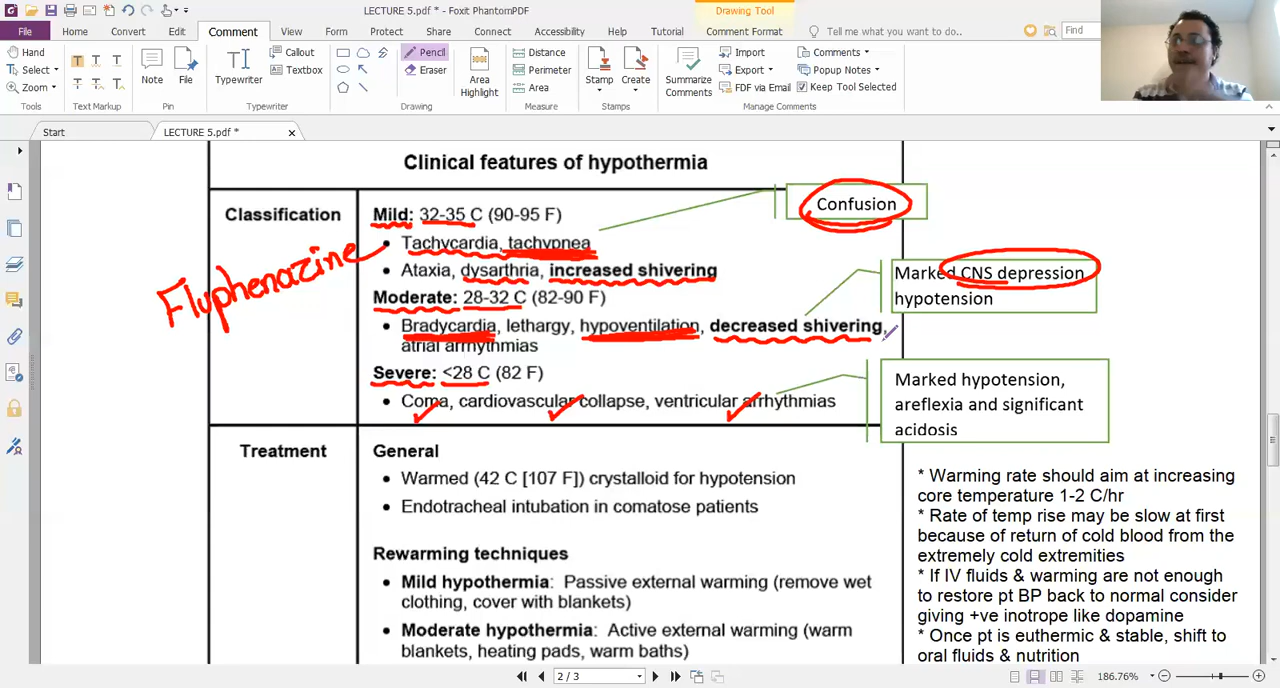 LECTURE 5.pdf * - Foxit PhantomPDF
Drawing Tool
File Home Convert Edit Comment View Form Protect Share Connect Accessibility Help Tutorial Comment Format Tell me what you want to do.. Find
Hand
Select
Zoom
Tools
Text Markup
Note
File
Pin
Typewriter
Callout
Textbox
Typewriter
Pencil
Eraser
Drawing
Area Highlight
Distance
Perimeter
Area
Measure
Stamp
Create
Stamps
Summarize Comments
Import
Export
FDF via Email
Comments
Popup Notes
Keep Tool Selected
Manage Comments
Start LECTURE 5.pdf *
Clinical features of hypothermia
Classification
Mild: 32-35 C (90-95 F)
• Tachycardia, tachypnea
• Ataxia, dysarthria, increased shivering
Moderate: 28-32 C (82-90 F)
• Bradycardia, lethargy, hypoventilation, decreased shivering,
atrial arrhythmias
Severe: <28 C (82 F)
• Coma, cardiovascular collapse, ventricular arrhythmias
Fluphenazine
Confusion
Marked CNS depression
hypotension
Marked hypotension,
areflexia and significant
acidosis
Treatment
General
• Warmed (42 C [107 F]) crystalloid for hypotension
• Endotracheal intubation in comatose patients
Rewarming techniques
• Mild hypothermia: Passive external warming (remove wet
clothing, cover with blankets)
• Moderate hypothermia: Active external warming (warm
blankets, heating pads, warm baths)
* Warming rate should aim at increasing
core temperature 1-2 C/hr
* Rate of temp rise may be slow at first
because of return of cold blood from the
extremely cold extremities
* If IV fluids & warming are not enough
to restore pt BP back to normal consider
giving +ve inotrope like dopamine
* Once pt is euthermic & stable, shift to
oral fluids & nutrition
2 / 3
186.76%